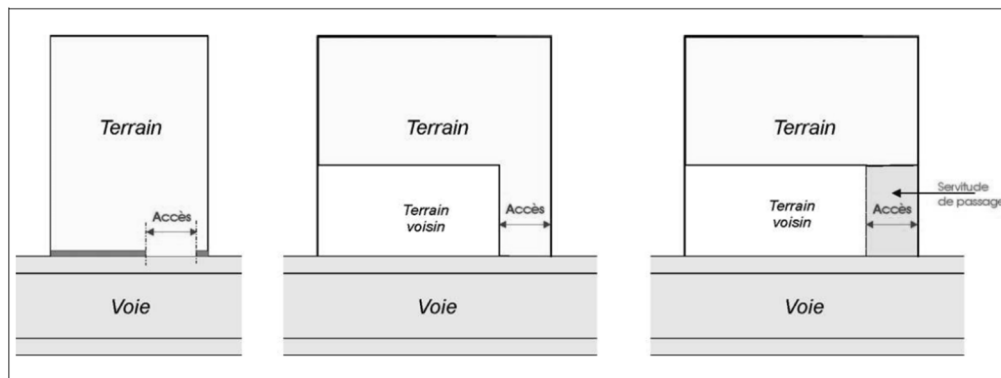 Terrain
Accès
Voie
Terrain
Terrain
voisin
Accès
Voie
Terrain
Terrain
voisin
Accès
Servitude
de passage
Voie